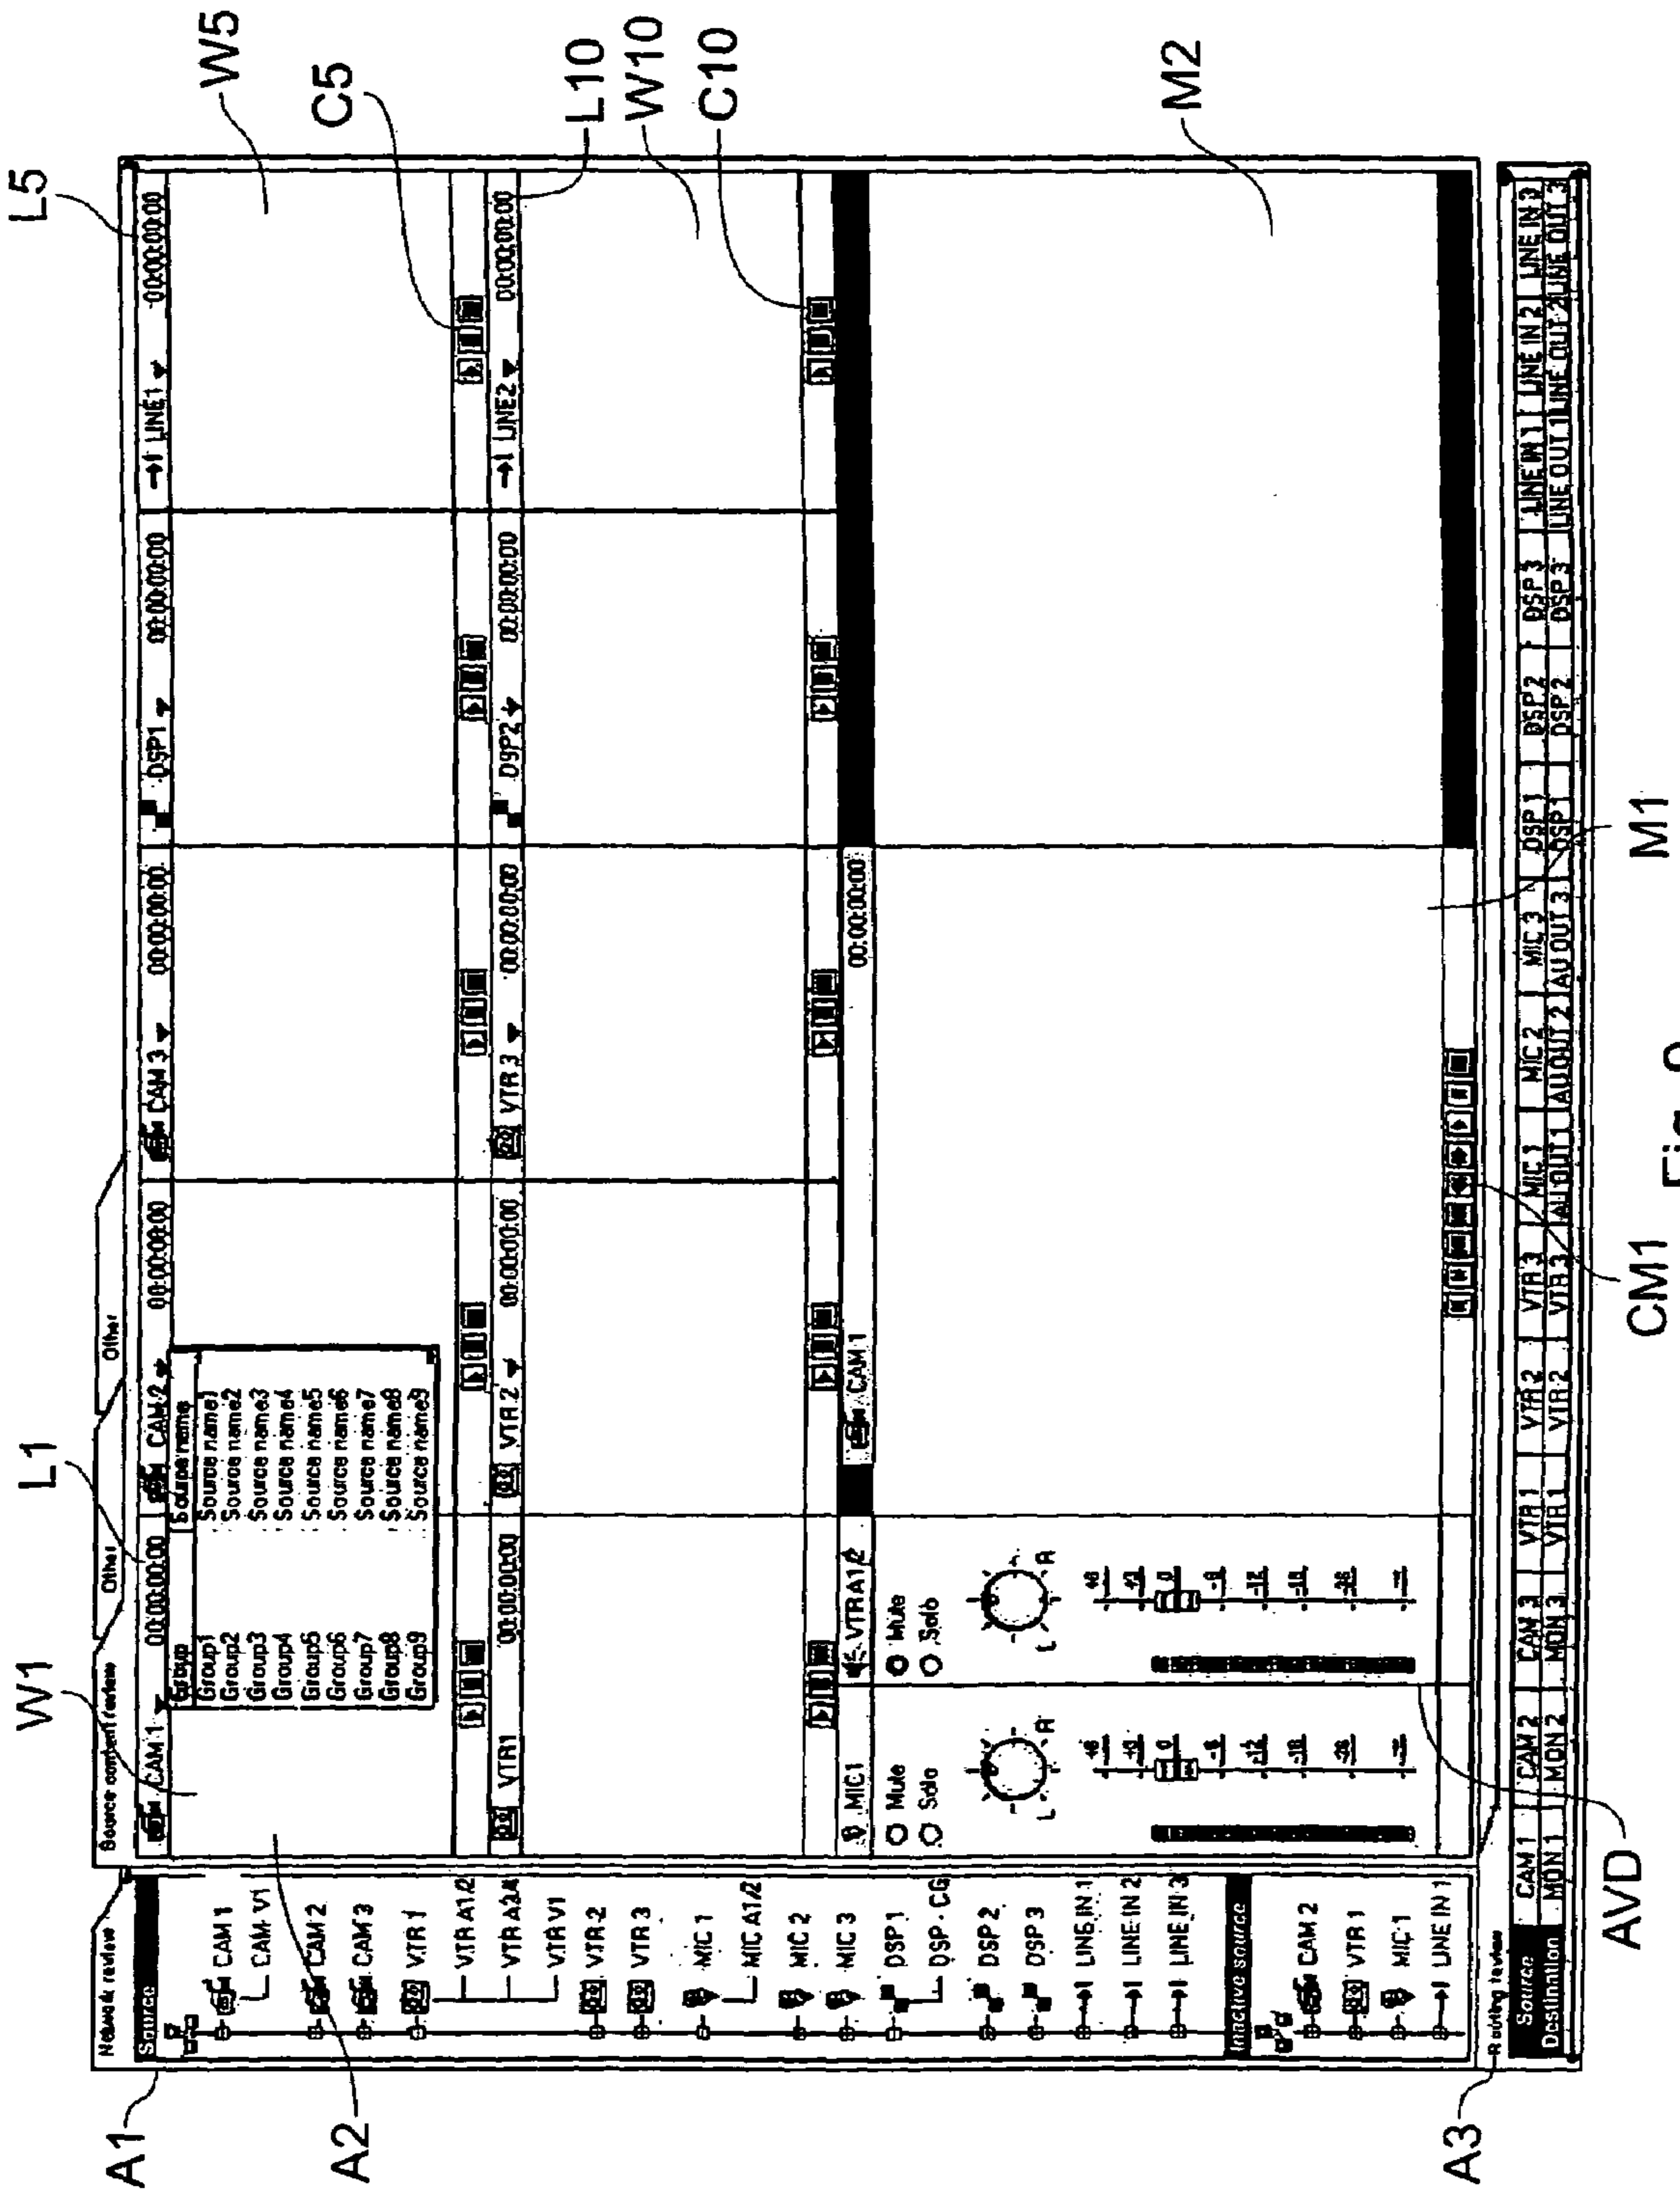 L5
W5
C5
L10
W10
C10
M2
W1
L1
A1
A2
A3
AVD
CM1
M1
Network review
Source
CAM 1
CAM V1
CAM 2
CAM 3
VTR 1
VTR A1/2
VTR A3/4
VTR V1
VTR 2
VTR 3
MIC 1
MIC A1/2
MIC 2
MIC 3
DSP 1
DSP - CG
DSP 2
DSP 3
LINE IN 1
LINE IN 2
LINE IN 3
Inactive source
CAM 2
VTR 1
MIC 1
LINE IN 1
Source content review
Other
Other
CAM 1 00:00:00:00
CAM 2 00:00:00:00
CAM 3 00:00:00:00
DSP1 00:00:00:00
LINE1 00:00:00:00
Group Source name
Group1 Source name1
Group2 Source name2
Group3 Source name3
Group4 Source name4
Group5 Source name5
Group6 Source name6
Group7 Source name7
Group8 Source name8
Group9 Source name9
VTR1 00:00:00:00
VTR 2 00:00:00:00
VTR 3 00:00:00:00
DSP2 00:00:00:00
LINE2 00:00:00:00
MIC1
Mute
Solo
L R
VTRA1/2
Mute
Solo
L R
CAM 1 00:00:00:00
Routing review
Source CAM 1 CAM 2 CAM 3 VTR 1 VTR 2 VTR 3 MIC 1 MIC 2 MIC 3 DSP 1 DSP 2 DSP 3 LINE IN 1 LINE IN 2 LINE IN 3
Destination MON 1 MON 2 MON 3 VTR 1 VTR 2 VTR 3 AU OUT 1 AU OUT 2 AU OUT 3 DSP 1 DSP 2 DSP 3 LINE OUT 1 LINE OUT 2 LINE OUT 3
Fig.